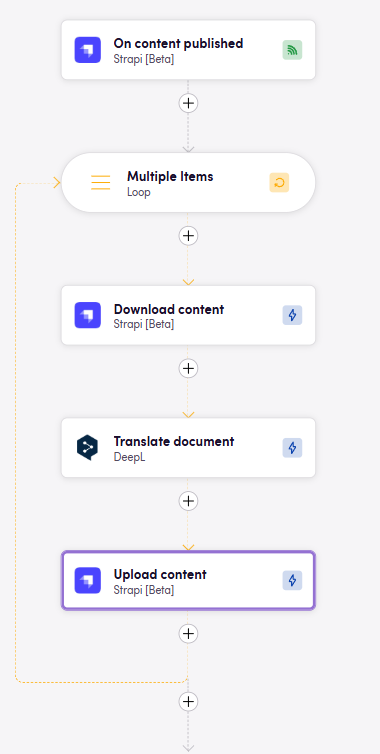 On content published
Strapi [Beta]
Multiple Items
Loop
Download content
Strapi [Beta]
Translate document
DeepL
Upload content
Strapi [Beta]